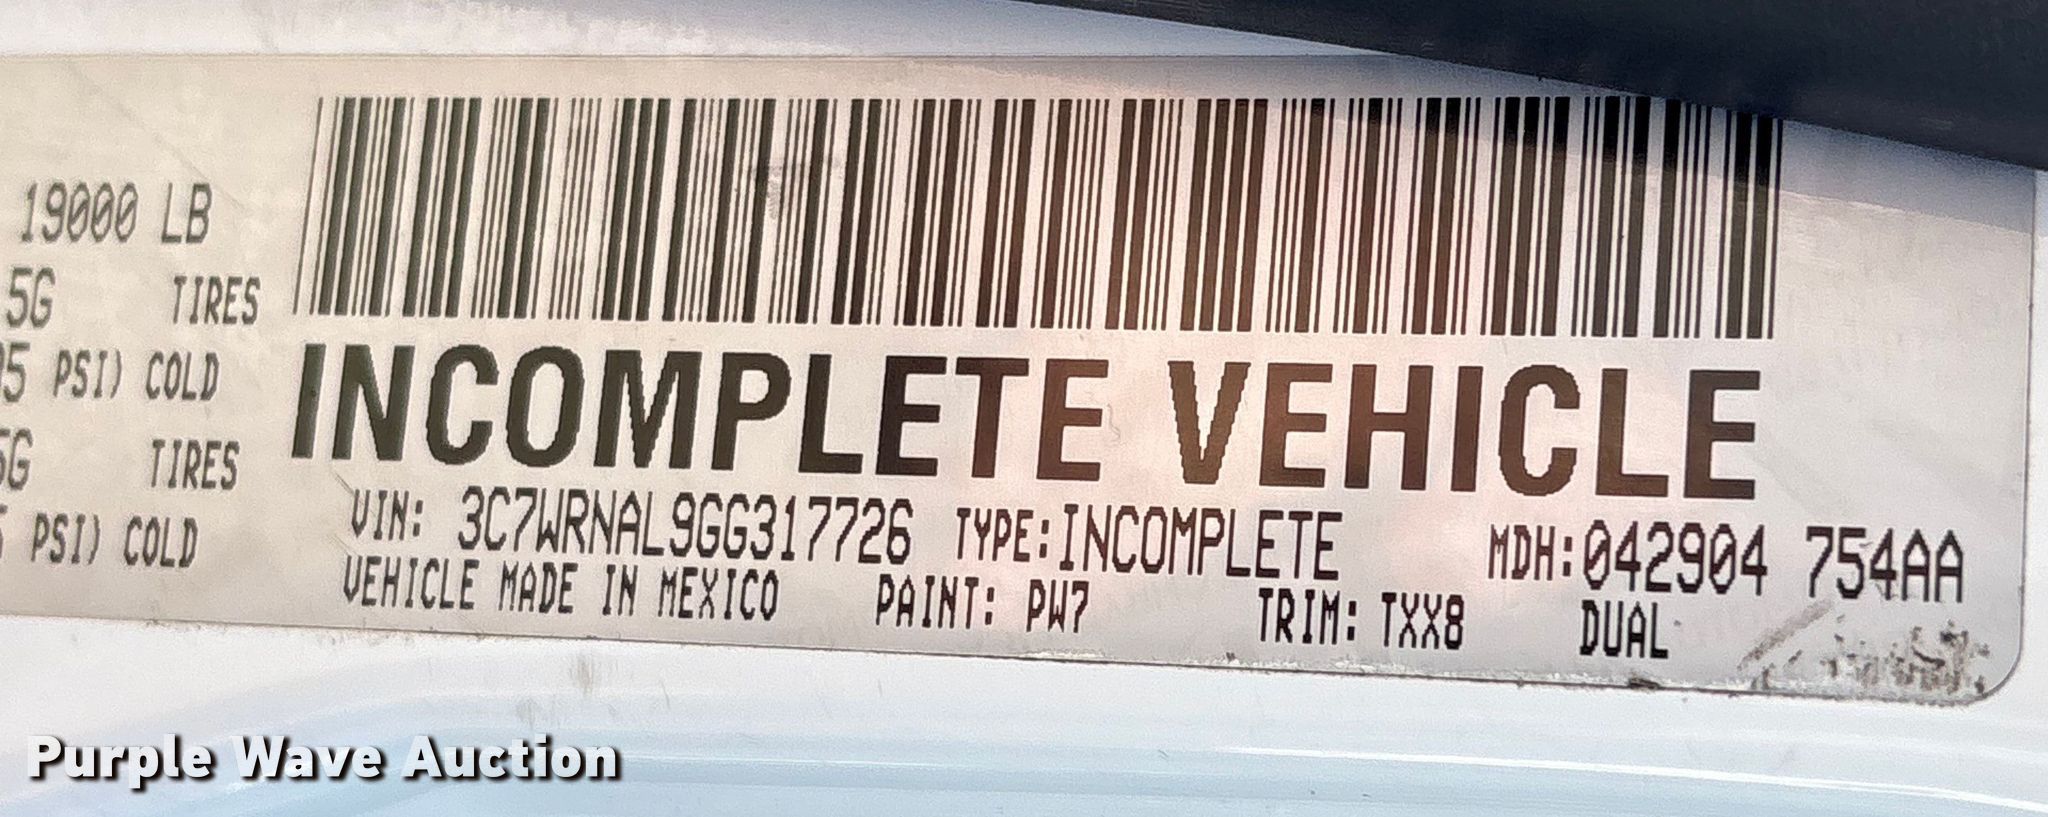 19000 LB
5G TIRES
5 PSI) COLD
5G TIRES
PSI) COLD
INCOMPLETE VEHICLE
VIN: 3C7WRNAL9GG317726 TYPE: INCOMPLETE MDH: 042904 754AA
VEHICLE MADE IN MEXICO PAINT: PW7 TRIM: TXX8 DUAL
Purple Wave Auction